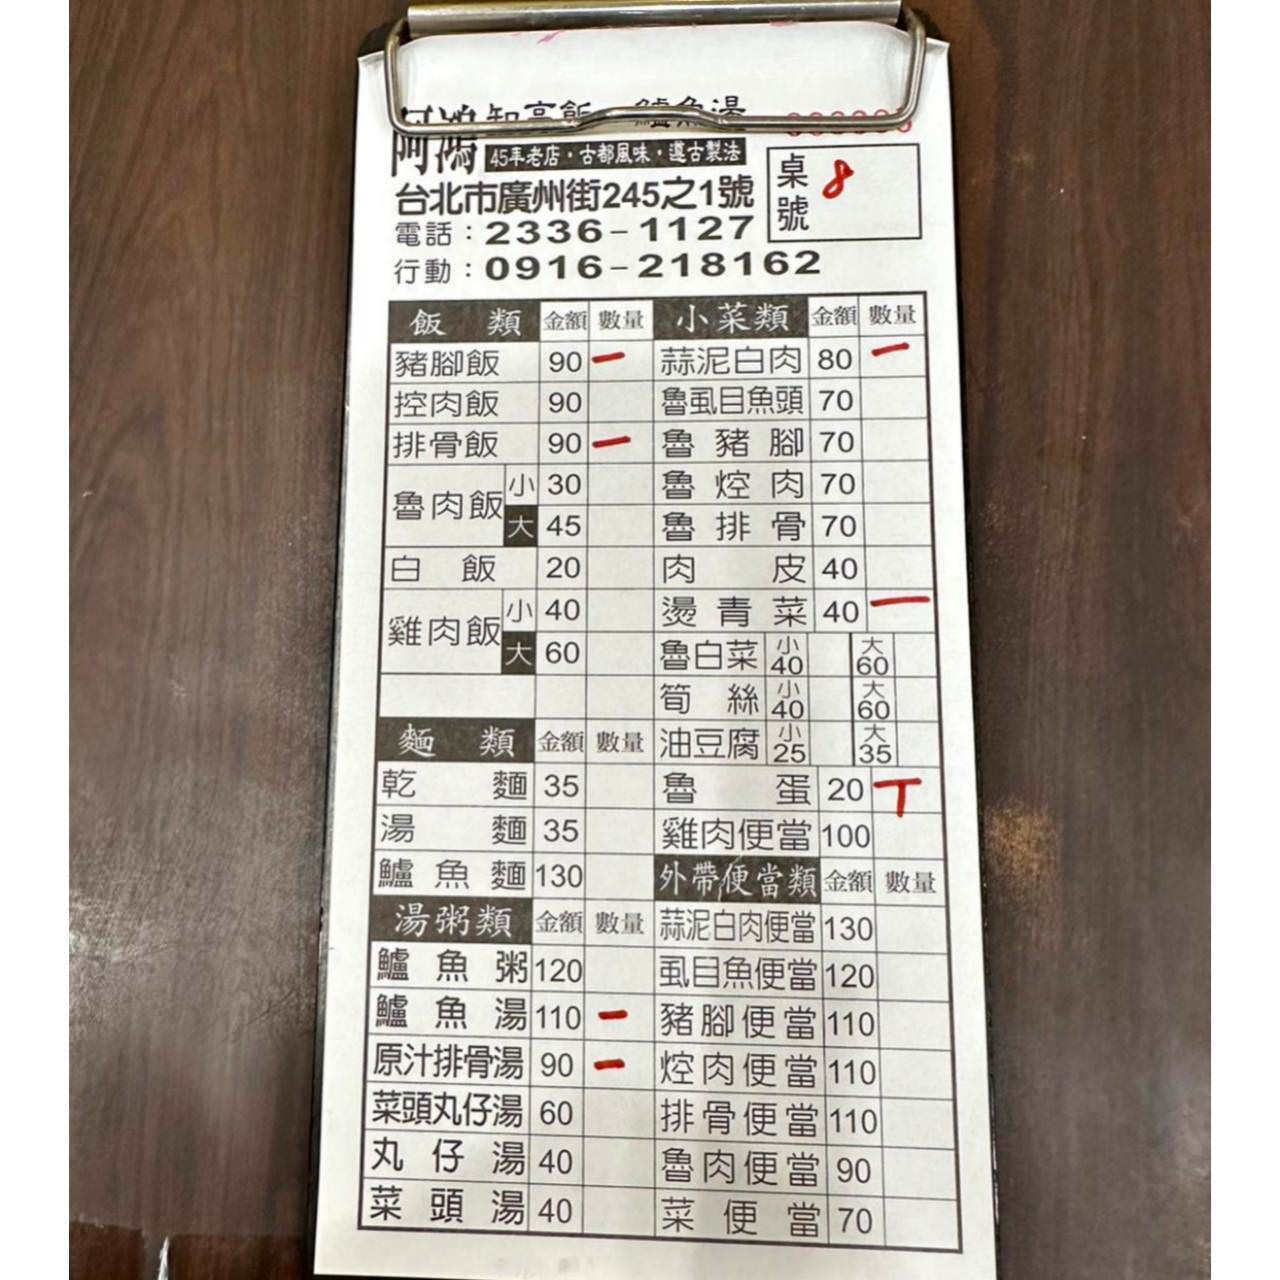 阿鴻 知高飯 鱸魚湯
45年老店·古都風味·遵古製法
台北市廣州街245之1號
電話：2336-1127
行動：0916-218162
桌號 8
飯類 金額 數量
豬腳飯 90 一
控肉飯 90
排骨飯 90 一
魯肉飯 小 30
大 45
白飯 20
雞肉飯 小 40
大 60
麵類 金額 數量
乾麵 35
湯麵 35
鱸魚麵 130
湯粥類 金額 數量
鱸魚粥 120
鱸魚湯 110 一
原汁排骨湯 90 一
菜頭丸仔湯 60
丸仔湯 40
菜頭湯 40
小菜類 金額 數量
蒜泥白肉 80 一
魯虱目魚頭 70
魯豬腳 70
魯焢肉 70
魯排骨 70
肉皮 40
燙青菜 40 一
魯白菜 小 40 大 60
筍絲 小 40 大 60
油豆腐 小 25 大 35
魯蛋 20 丅
雞肉便當 100
外帶便當類 金額 數量
蒜泥白肉便當 130
虱目魚便當 120
豬腳便當 110
焢肉便當 110
排骨便當 110
魯肉便當 90
菜便當 70